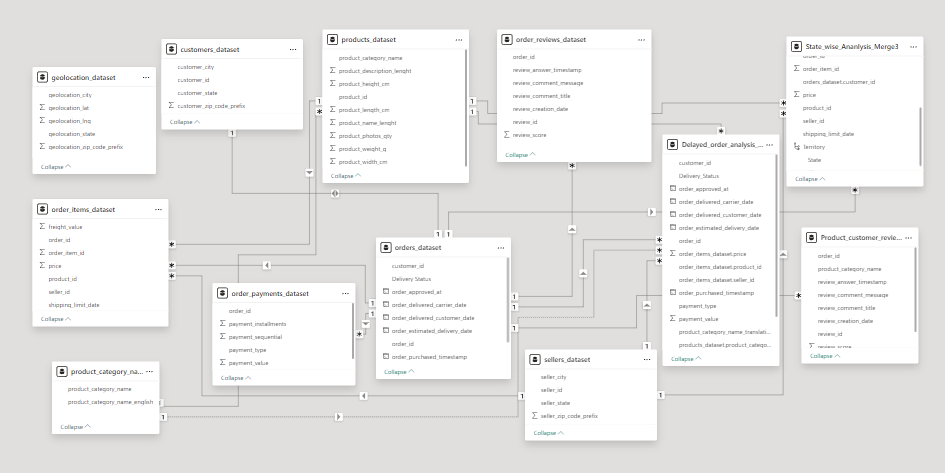 geolocation_dataset
geolocation_city
geolocation_lat
geolocation_lng
geolocation_state
geolocation_zip_code_prefix
Collapse
customers_dataset
customer_city
customer_id
customer_state
customer_zip_code_prefix
Collapse
products_dataset
product_category_name
product_description_lenght
product_height_cm
product_id
product_length_cm
product_name_lenght
product_photos_qty
product_weight_g
product_width_cm
Collapse
order_reviews_dataset
order_id
review_answer_timestamp
review_comment_message
review_comment_title
review_creation_date
review_id
review_score
Collapse
State_wise_Ananlysis_Merge3
order_id
order_item_id
orders_dataset.customer_id
price
product_id
seller_id
shipping_limit_date
Territory
State
Collapse
Delayed_order_analysis_...
customer_id
Delivery_Status
order_approved_at
order_delivered_carrier_date
order_delivered_customer_date
order_estimated_delivery_date
order_id
order_items_dataset.price
order_items_dataset.product_id
order_items_dataset.seller_id
order_purchased_timestamp
payment_type
payment_value
product_category_name_translati...
products_dataset.product_catego...
Collapse
order_items_dataset
freight_value
order_id
order_item_id
price
product_id
seller_id
shipping_limit_date
Collapse
orders_dataset
customer_id
Delivery Status
order_approved_at
order_delivered_carrier_date
order_delivered_customer_date
order_estimated_delivery_date
order_id
order_purchased_timestamp
Collapse
Product_customer_revie...
order_id
product_category_name
review_answer_timestamp
review_comment_message
review_comment_title
review_creation_date
review_id
review_score
Collapse
order_payments_dataset
order_id
payment_installments
payment_sequential
payment_type
payment_value
Collapse
product_category_na...
product_category_name
product_category_name_english
Collapse
sellers_dataset
seller_city
seller_id
seller_state
seller_zip_code_prefix
Collapse